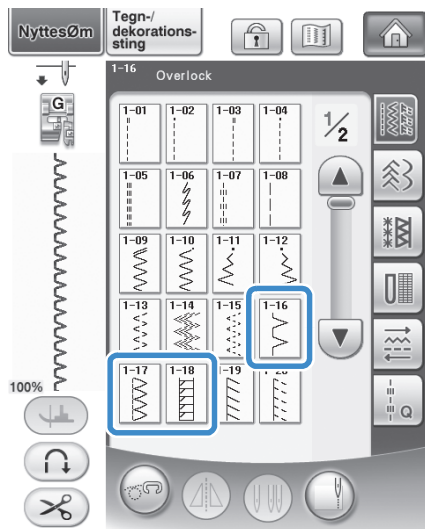 NyttesØm
Tegn-/
dekorations-
sting
1-16
Overlock
G
1-01 1-02 1-03 1-04
1/2
1-05 1-06 1-07 1-08
1-09 1-10 1-11 1-12
1-13 1-14 1-15 1-16
1-17 1-18 1-19 1-20
100%
Q